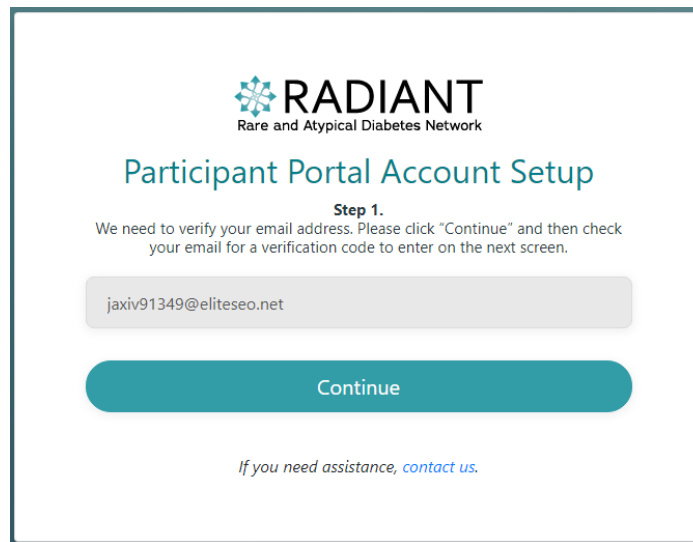 RADIANT
Rare and Atypical Diabetes Network
Participant Portal Account Setup
Step 1.
We need to verify your email address. Please click “Continue” and then check
your email for a verification code to enter on the next screen.
jaxiv91349@eliteseo.net
Continue
If you need assistance, contact us.